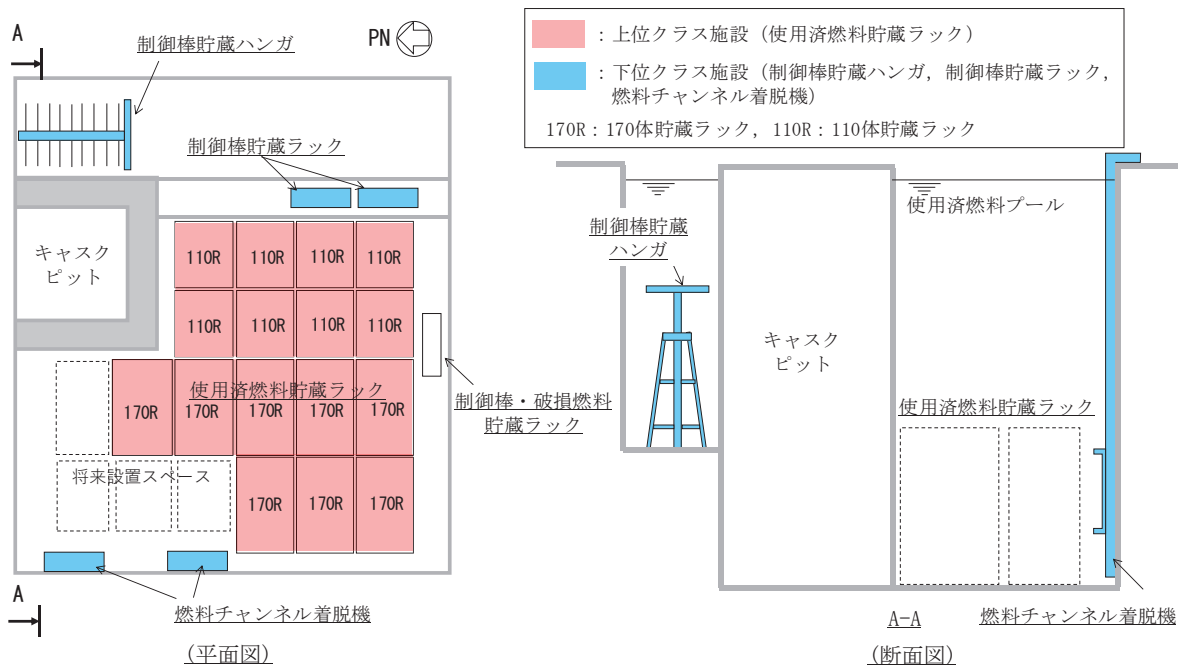 A
制御棒貯蔵ハンガ
PN
制御棒貯蔵ラック
キャスク
ピット
110R
110R
110R
110R
110R
110R
110R
110R
使用済燃料貯蔵ラック
170R
170R
170R
170R
170R
制御棒・破損燃料
貯蔵ラック
将来設置スペース
170R
170R
170R
A
燃料チャンネル着脱機
(平面図)
：上位クラス施設（使用済燃料貯蔵ラック）
：下位クラス施設（制御棒貯蔵ハンガ，制御棒貯蔵ラック，
燃料チャンネル着脱機）
170R：170体貯蔵ラック，110R：110体貯蔵ラック
使用済燃料プール
制御棒貯蔵
ハンガ
キャスク
ピット
使用済燃料貯蔵ラック
A-A
燃料チャンネル着脱機
(断面図)